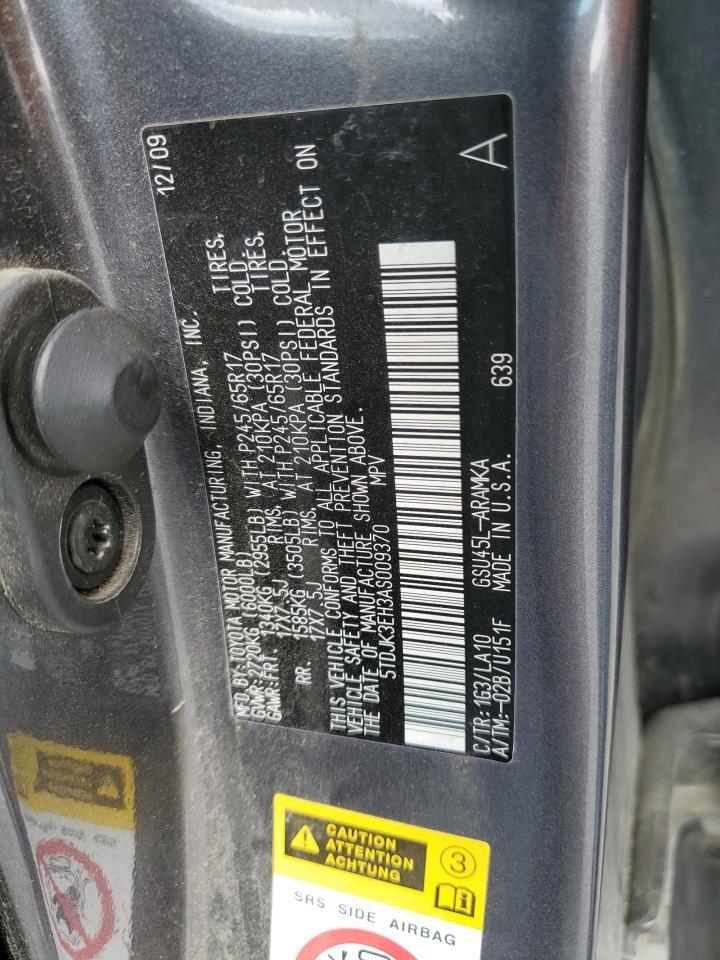 MFD.BY:TOYOTA MOTOR MANUFACTURING, INDIANA, INC. 12/09
GVWR:2720KG (6000LB)
GAWR:FRT. 1340KG (2955LB) WITH P245/65R17 TIRES,
17X7.5J RIMS, AT 210KPA (30PSI) COLD.
RR. 1585KG (3505LB) WITH P245/65R17 TIRES,
17X7.5J RIMS, AT 210KPA (30PSI) COLD.
THIS VEHICLE CONFORMS TO ALL APPLICABLE FEDERAL MOTOR
VEHICLE SAFETY AND THEFT PREVENTION STANDARDS IN EFFECT ON
THE DATE OF MANUFACTURE SHOWN ABOVE.
5TDJK3EH3AS009370 MPV
C/TR:1G3/LA10 GSU45L-ARAMKA 639
A/TM:-02B/U151F MADE IN U.S.A.
A
CAUTION
ATTENTION
ACHTUNG
3
SRS SIDE AIRBAG